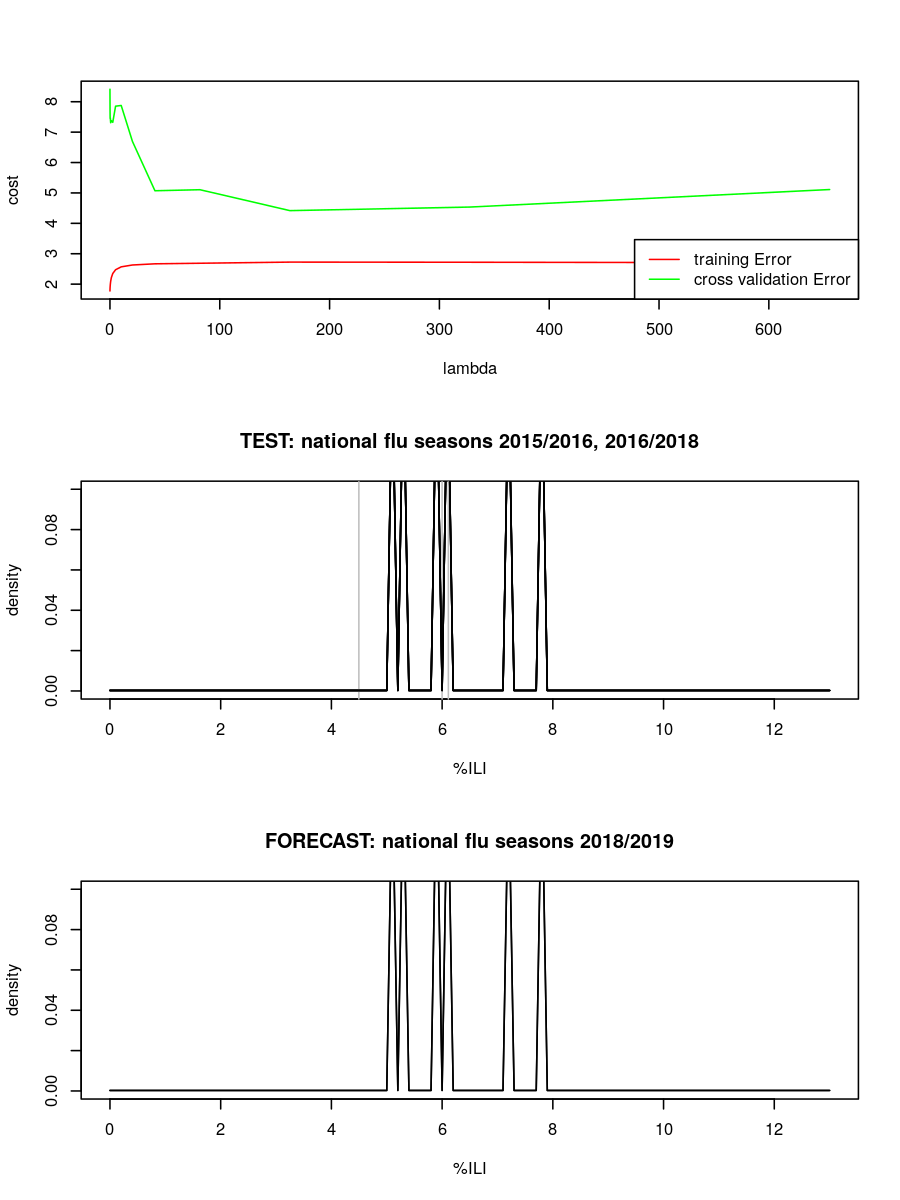 cost
8
7
6
5
4
3
2
training Error
cross validation Error
0 100 200 300 400 500 600
lambda
TEST: national flu seasons 2015/2016, 2016/2018
density
0.08
0.04
0.00
0 2 4 6 8 10 12
%ILI
FORECAST: national flu seasons 2018/2019
density
0.08
0.04
0.00
0 2 4 6 8 10 12
%ILI